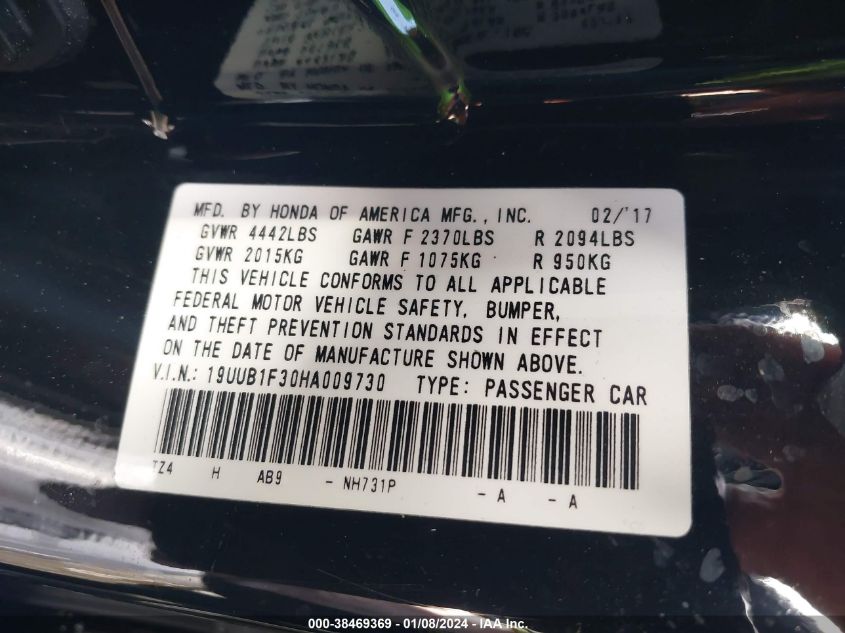 MFD. BY HONDA OF AMERICA MFG., INC. 02/'17
GVWR 4442LBS GAWR F 2370LBS R 2094LBS
GVWR 2015KG GAWR F 1075KG R 950KG
THIS VEHICLE CONFORMS TO ALL APPLICABLE
FEDERAL MOTOR VEHICLE SAFETY, BUMPER,
AND THEFT PREVENTION STANDARDS IN EFFECT
ON THE DATE OF MANUFACTURE SHOWN ABOVE.
V.I.N.: 19UUB1F30HA009730 TYPE: PASSENGER CAR
TZ4 H AB9 - NH731P - A - A
000-38469369 - 01/08/2024 - IAA Inc.